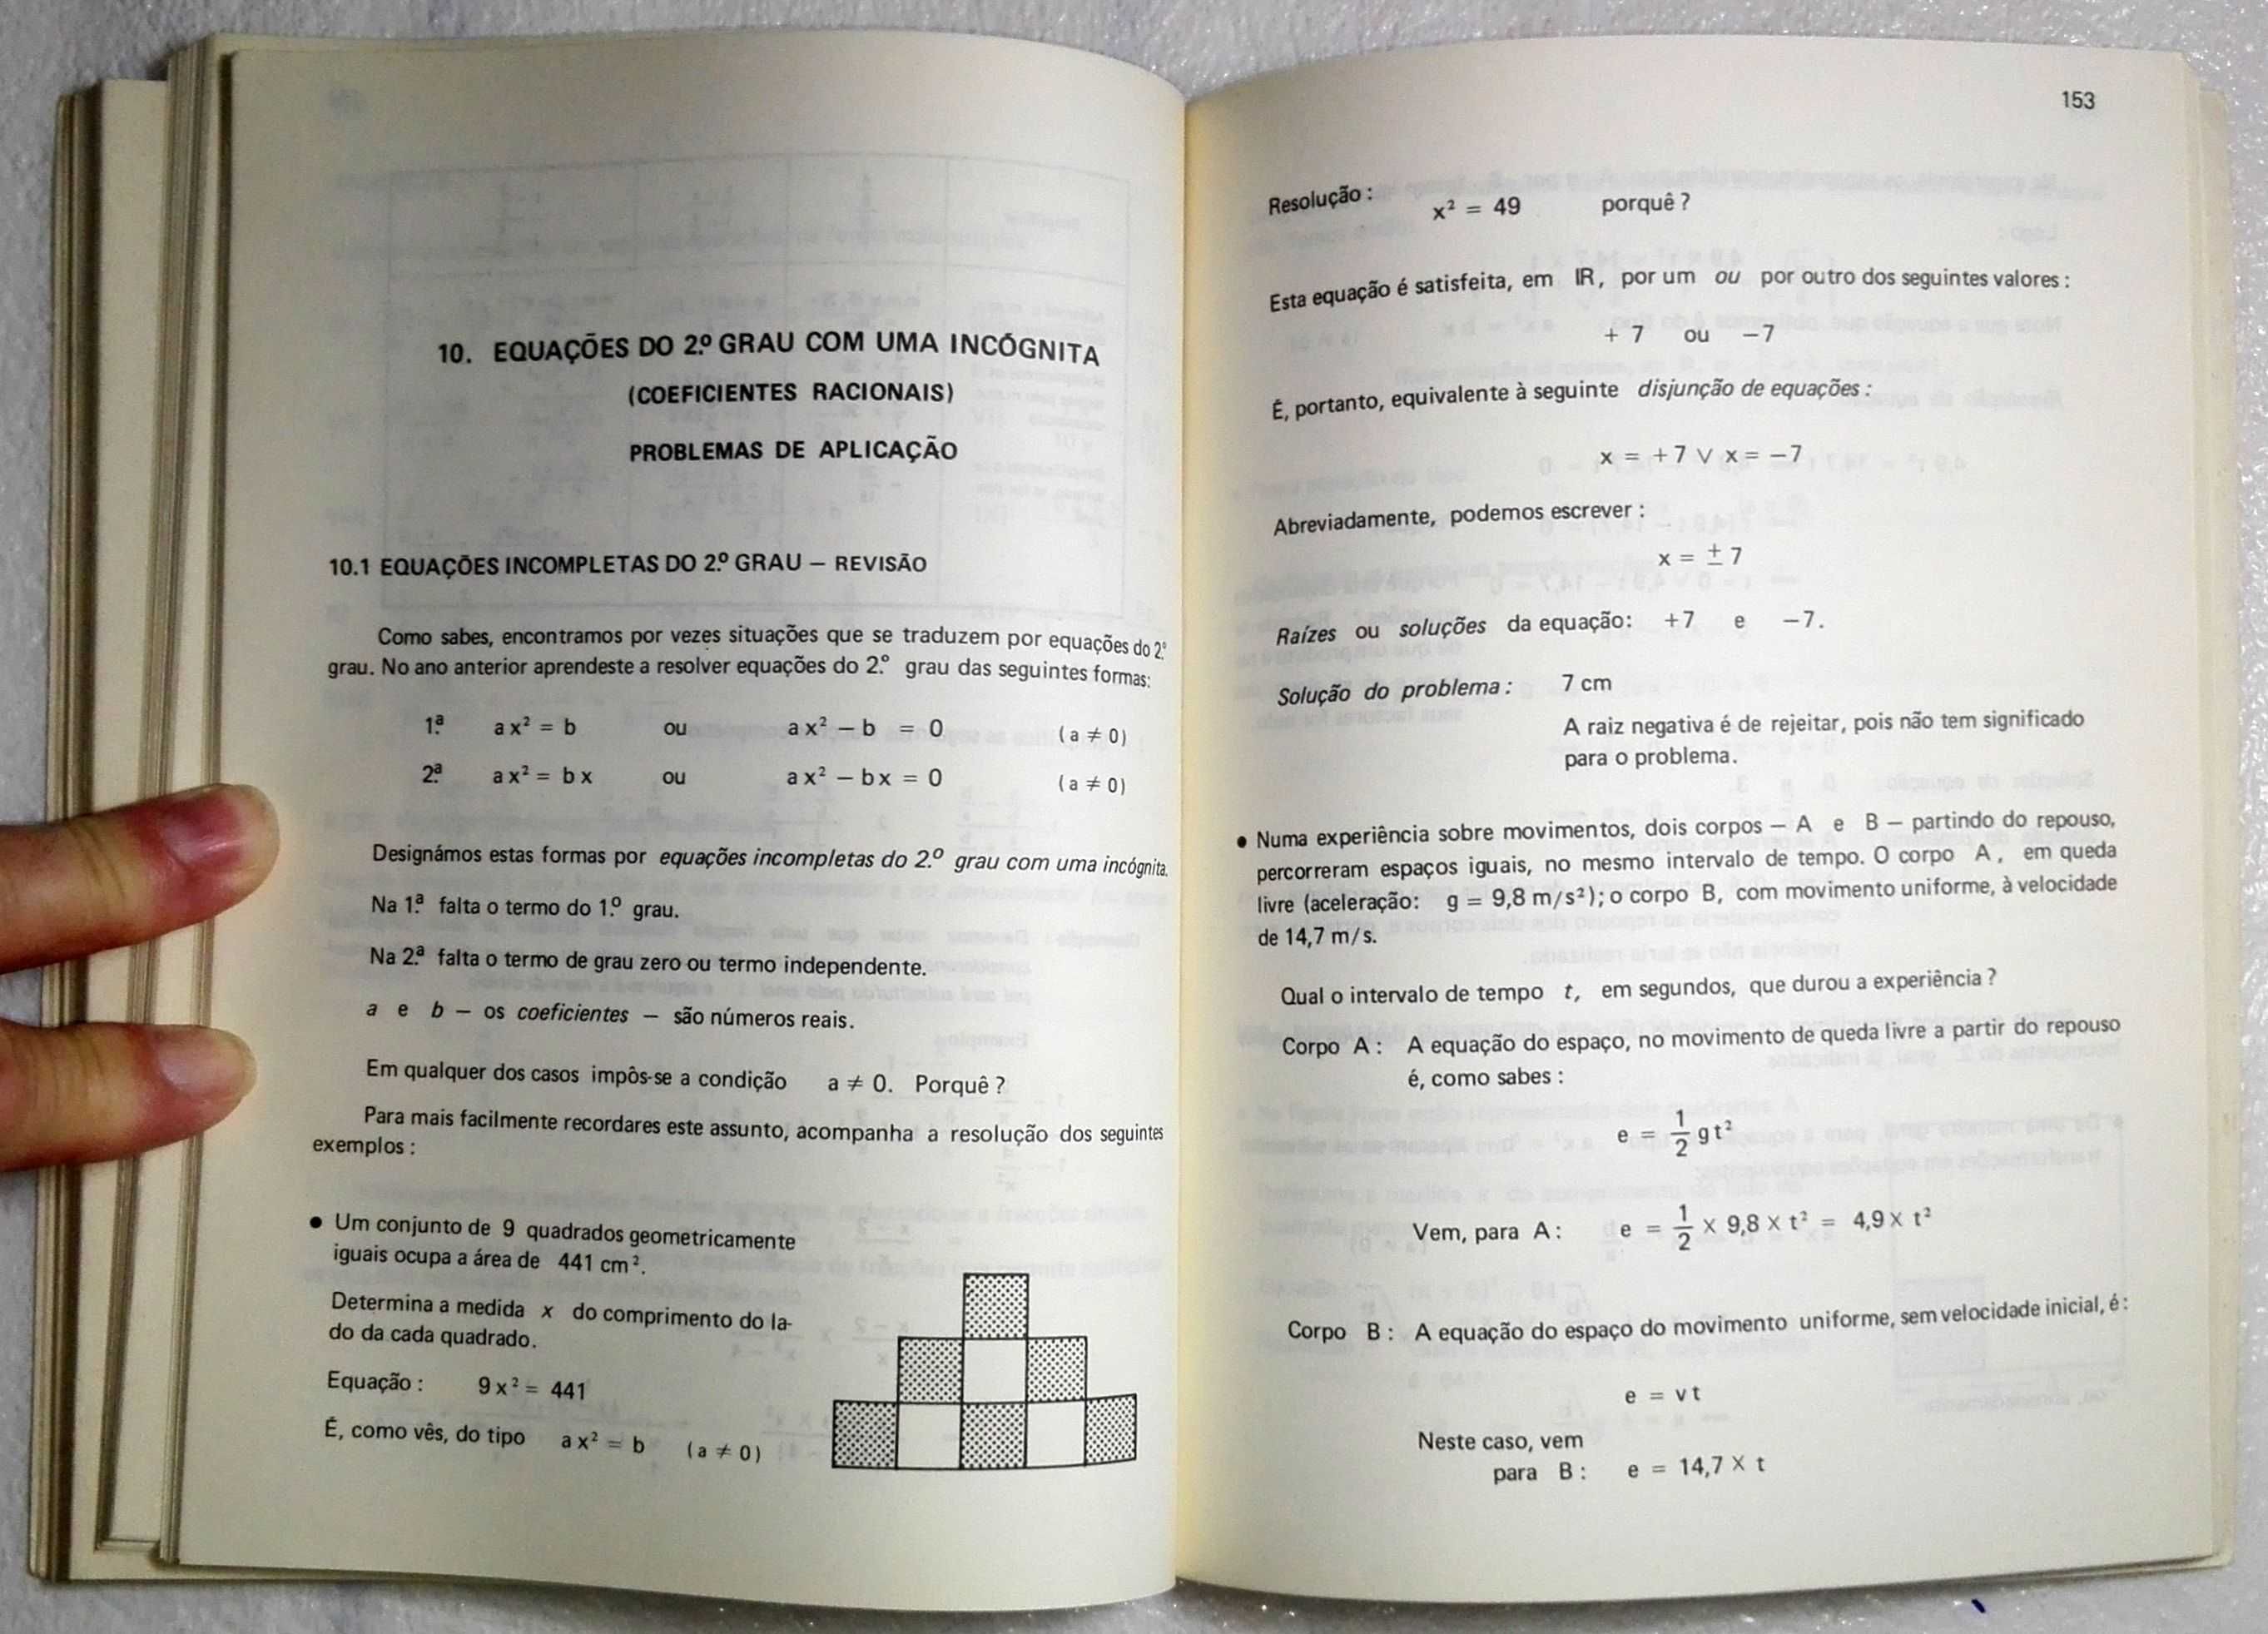 10. EQUAÇÕES DO 2.º GRAU COM UMA INCÓGNITA
(COEFICIENTES RACIONAIS)
PROBLEMAS DE APLICAÇÃO
10.1 EQUAÇÕES INCOMPLETAS DO 2.º GRAU — REVISÃO
Como sabes, encontramos por vezes situações que se traduzem por equações do 2.º
grau. No ano anterior aprendeste a resolver equações do 2.º grau das seguintes formas:
1.ª ax² = b ou ax² — b = 0 (a ≠ 0)
2.ª ax² = bx ou ax² — bx = 0 (a ≠ 0)
Designámos estas formas por equações incompletas do 2.º grau com uma incógnita.
Na 1.ª falta o termo do 1.º grau.
Na 2.ª falta o termo de grau zero ou termo independente.
a e b — os coeficientes — são números reais.
Em qualquer dos casos impôs-se a condição a ≠ 0. Porquê ?
Para mais facilmente recordares este assunto, acompanha a resolução dos seguintes
exemplos :
● Um conjunto de 9 quadrados geometricamente
iguais ocupa a área de 441 cm².
Determina a medida x do comprimento do la-
do da cada quadrado.
Equação : 9x² = 441
É, como vês, do tipo ax² = b (a ≠ 0)
153
Resolução :
x² = 49 porquê ?
Esta equação é satisfeita, em IR, por um ou por outro dos seguintes valores :
+ 7 ou —7
É, portanto, equivalente à seguinte disjunção de equações :
x = +7 ∨ x = —7
Abreviadamente, podemos escrever :
x = ± 7
Raízes ou soluções da equação: +7 e —7.
Solução do problema : 7 cm
A raiz negativa é de rejeitar, pois não tem significado
para o problema.
● Numa experiência sobre movimentos, dois corpos — A e B — partindo do repouso,
percorreram espaços iguais, no mesmo intervalo de tempo. O corpo A, em queda
livre (aceleração: g = 9,8 m/s²); o corpo B, com movimento uniforme, à velocidade
de 14,7 m/s.
Qual o intervalo de tempo t, em segundos, que durou a experiência ?
Corpo A : A equação do espaço, no movimento de queda livre a partir do repouso
é, como sabes :
e = 1/2 gt²
Vem, para A : e = 1/2 × 9,8 × t² = 4,9 × t²
Corpo B : A equação do espaço do movimento uniforme, sem velocidade inicial, é :
e = vt
Neste caso, vem
para B : e = 14,7 × t